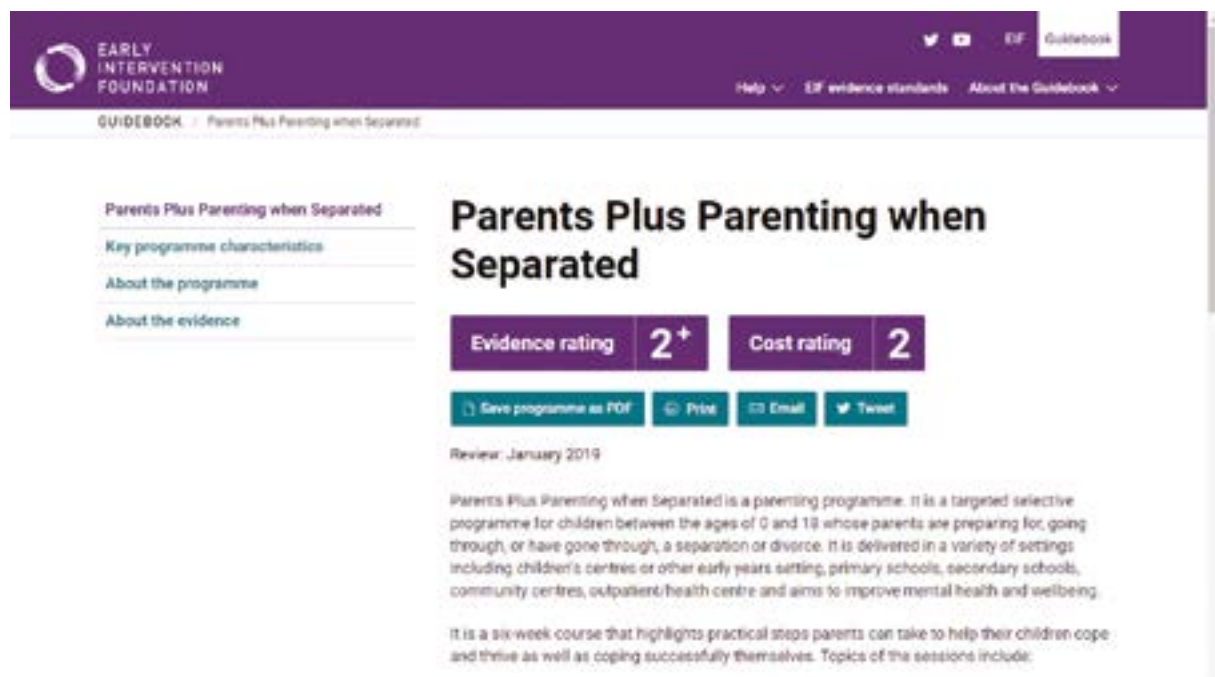 EARLY
INTERVENTION
FOUNDATION
EIF Guidebook
Help EIF evidence standards About the Guidebook
GUIDEBOOK / Parents Plus Parenting when Separated
Parents Plus Parenting when Separated
Key programme characteristics
About the programme
About the evidence
Parents Plus Parenting when
Separated
Evidence rating 2+ Cost rating 2
Save programme as PDF Print Email Tweet
Review: January 2019
Parents Plus Parenting when Separated is a parenting programme. It is a targeted selective
programme for children between the ages of 0 and 18 whose parents are preparing for, going
through, or have gone through, a separation or divorce. It is delivered in a variety of settings
including children's centres or other early years setting, primary schools, secondary schools,
community centres, outpatient/health centre and aims to improve mental health and wellbeing.
It is a six-week course that highlights practical steps parents can take to help their children cope
and thrive as well as coping successfully themselves. Topics of the sessions include: